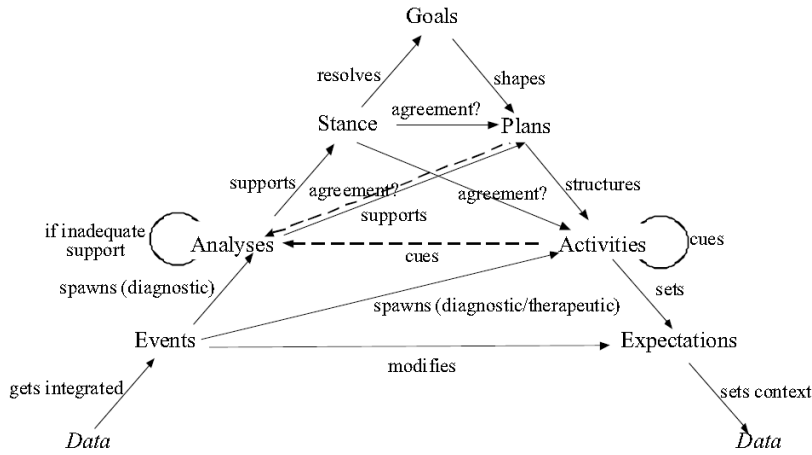 Goals
resolves
shapes
agreement?
Stance
Plans
supports
agreement?
agreement?
structures
supports
if inadequate
support
Analyses
Activities
cues
cues
spawns (diagnostic)
sets
spawns (diagnostic/therapeutic)
Events
Expectations
modifies
gets integrated
sets context
Data
Data